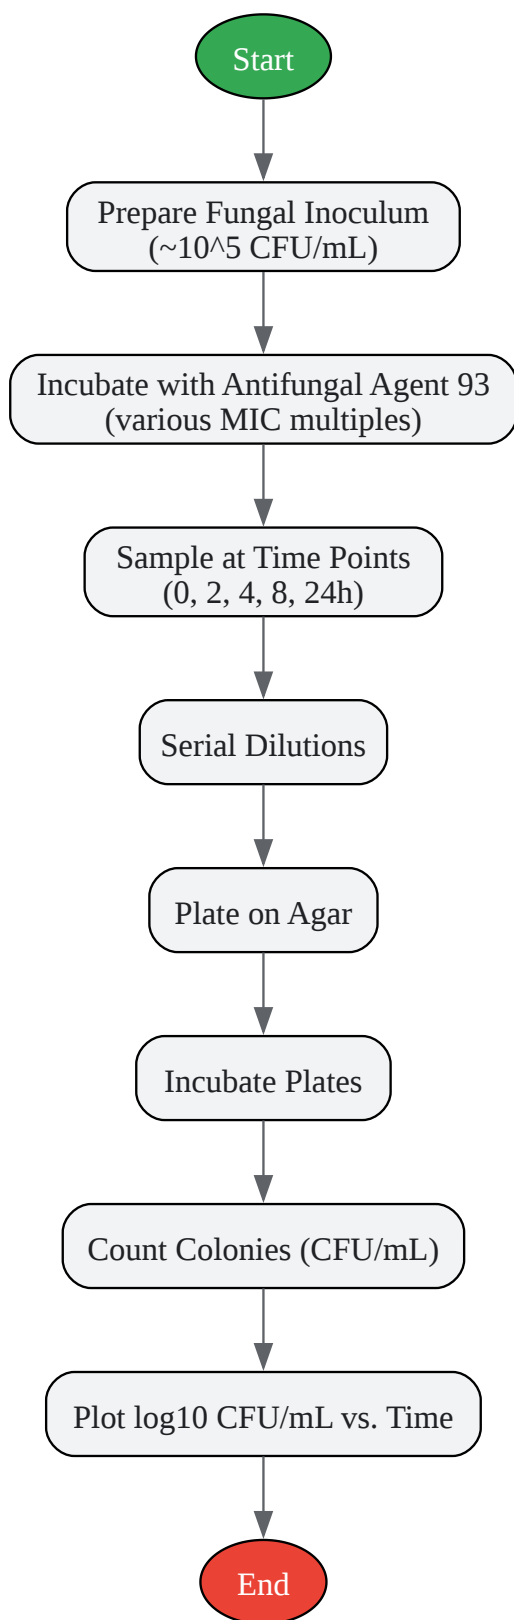 Start
Prepare Fungal Inoculum
(~10^5 CFU/mL)
Incubate with Antifungal Agent 93
(various MIC multiples)
Sample at Time Points
(0, 2, 4, 8, 24h)
Serial Dilutions
Plate on Agar
Incubate Plates
Count Colonies (CFU/mL)
Plot log10 CFU/mL vs. Time
End